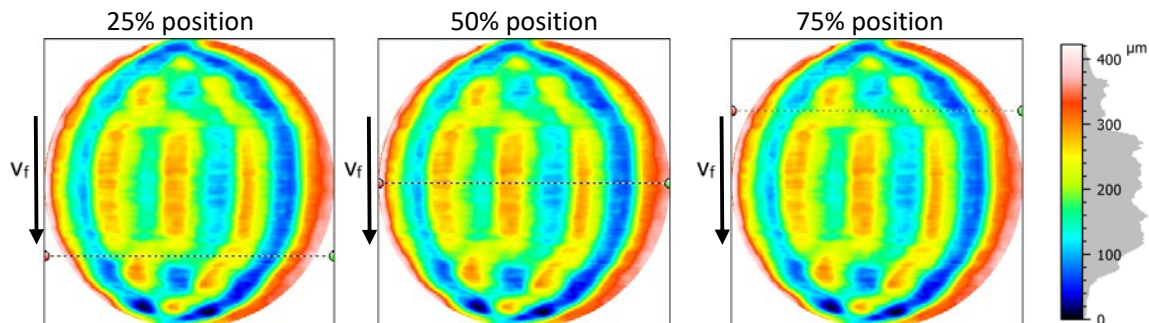 25% position
50% position
75% position
vf
vf
vf
µm
400
300
200
100
0